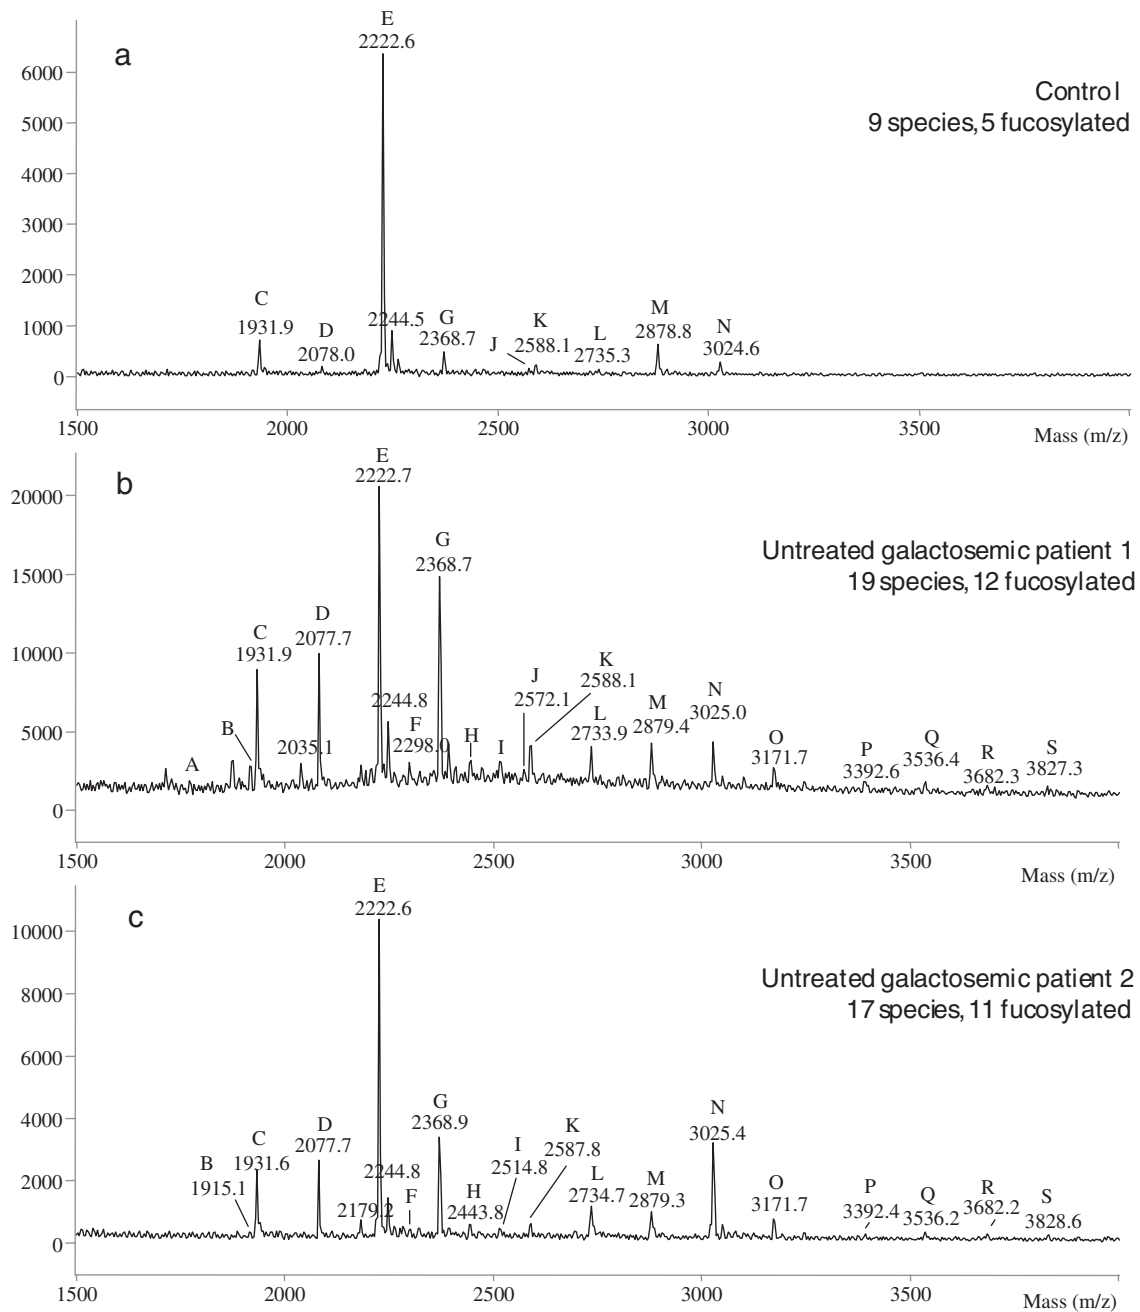 a
E
2222.6
Control
9 species, 5 fucosylated
6000
5000
4000
3000
2000
1000
0
C
1931.9
D
2078.0
2244.5
G
2368.7
J
K
2588.1
L
2735.3
M
2878.8
N
3024.6
1500
2000
2500
3000
3500
Mass (m/z)
b
E
2222.7
Untreated galactosemic patient 1
19 species, 12 fucosylated
20000
15000
10000
5000
0
A
B
C
1931.9
2035.1
D
2077.7
2244.8
F
2298.0
G
2368.7
H
I
J
2572.1
K
2588.1
L
2733.9
M
2879.4
N
3025.0
O
3171.7
P
3392.6
Q
3536.4
R
3682.3
S
3827.3
1500
2000
2500
3000
3500
Mass (m/z)
c
E
2222.6
Untreated galactosemic patient 2
17 species, 11 fucosylated
10000
8000
6000
4000
2000
0
B
1915.1
C
1931.6
D
2077.7
2179.2
2244.8
F
G
2368.9
H
2443.8
I
2514.8
K
2587.8
L
2734.7
M
2879.3
N
3025.4
O
3171.7
P
3392.4
Q
3536.2
R
3682.2
S
3828.6
1500
2000
2500
3000
3500
Mass (m/z)